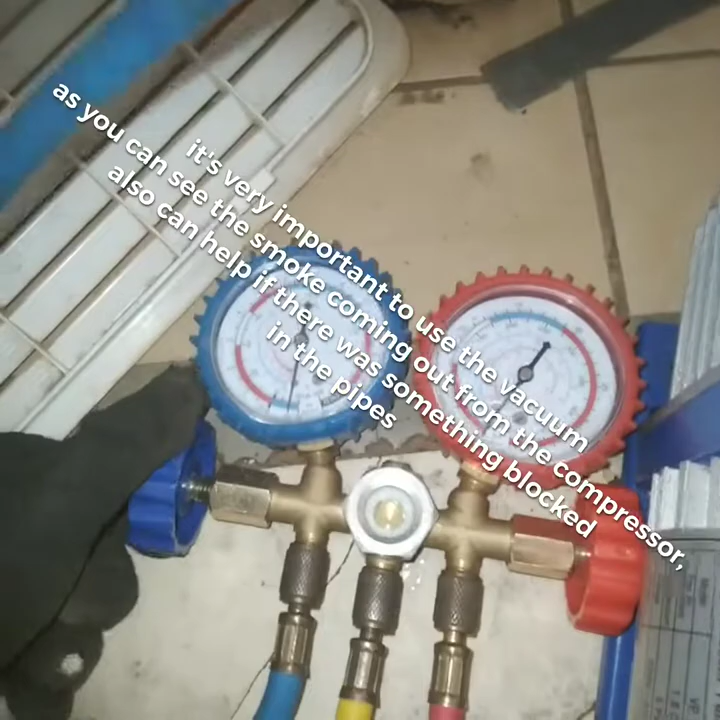 it's very important to use the vacuum
as you can see the smoke coming out from the compressor,
also can help if there was something blocked
in the pipes